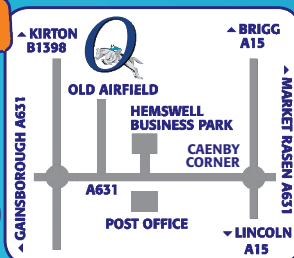 KIRTON
B1398
Q
BRIGG
A15
OLD AIRFIELD
HEMSWELL
BUSINESS PARK
CAENBY
CORNER
GAINSBOROUGH A631
MARKET RASEN A631
A631
POST OFFICE
LINCOLN
A15